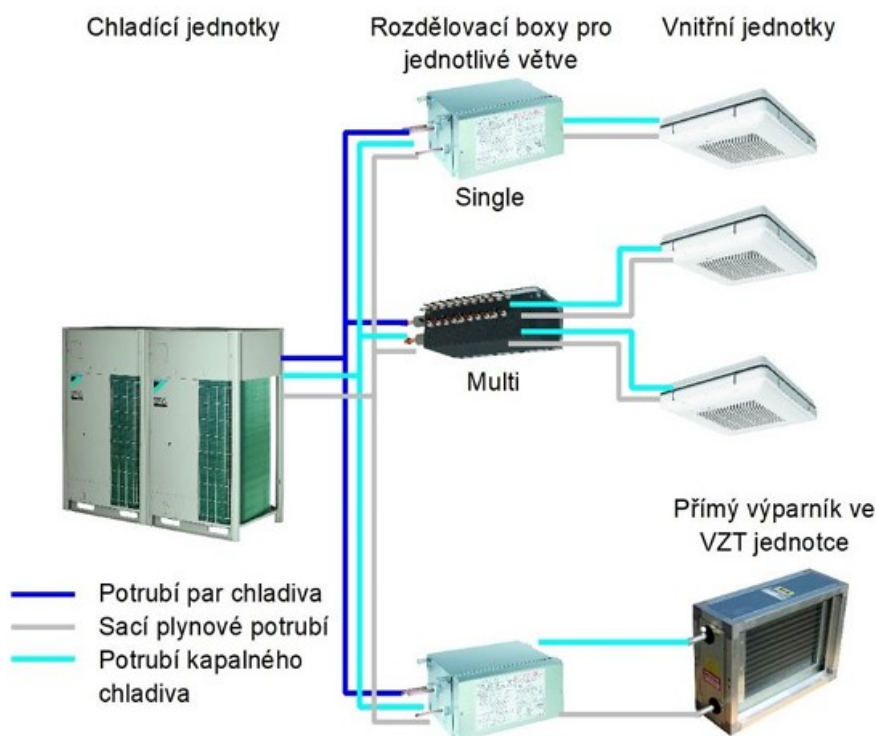 Chladící jednotky
Rozdělovací boxy pro
jednotlivé větve
Vnitřní jednotky
Single
Multi
Přímý výparník ve
VZT jednotce
Potrubí par chladiva
Sací plynové potrubí
Potrubí kapalného
chladiva